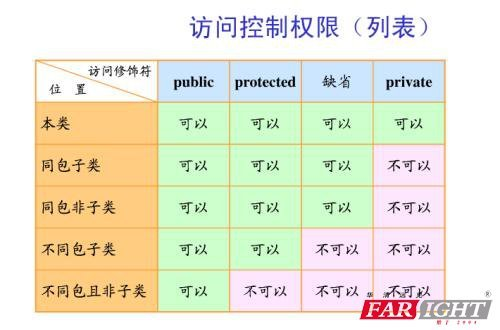 访问控制权限（列表）
访问修饰符
位 置
public protected 缺省 private
本类 可以 可以 可以 可以
同包子类 可以 可以 可以 不可以
同包非子类 可以 可以 可以 不可以
不同包子类 可以 可以 不可以 不可以
不同包且非子类 可以 不可以 不可以 不可以
FARSIGHT